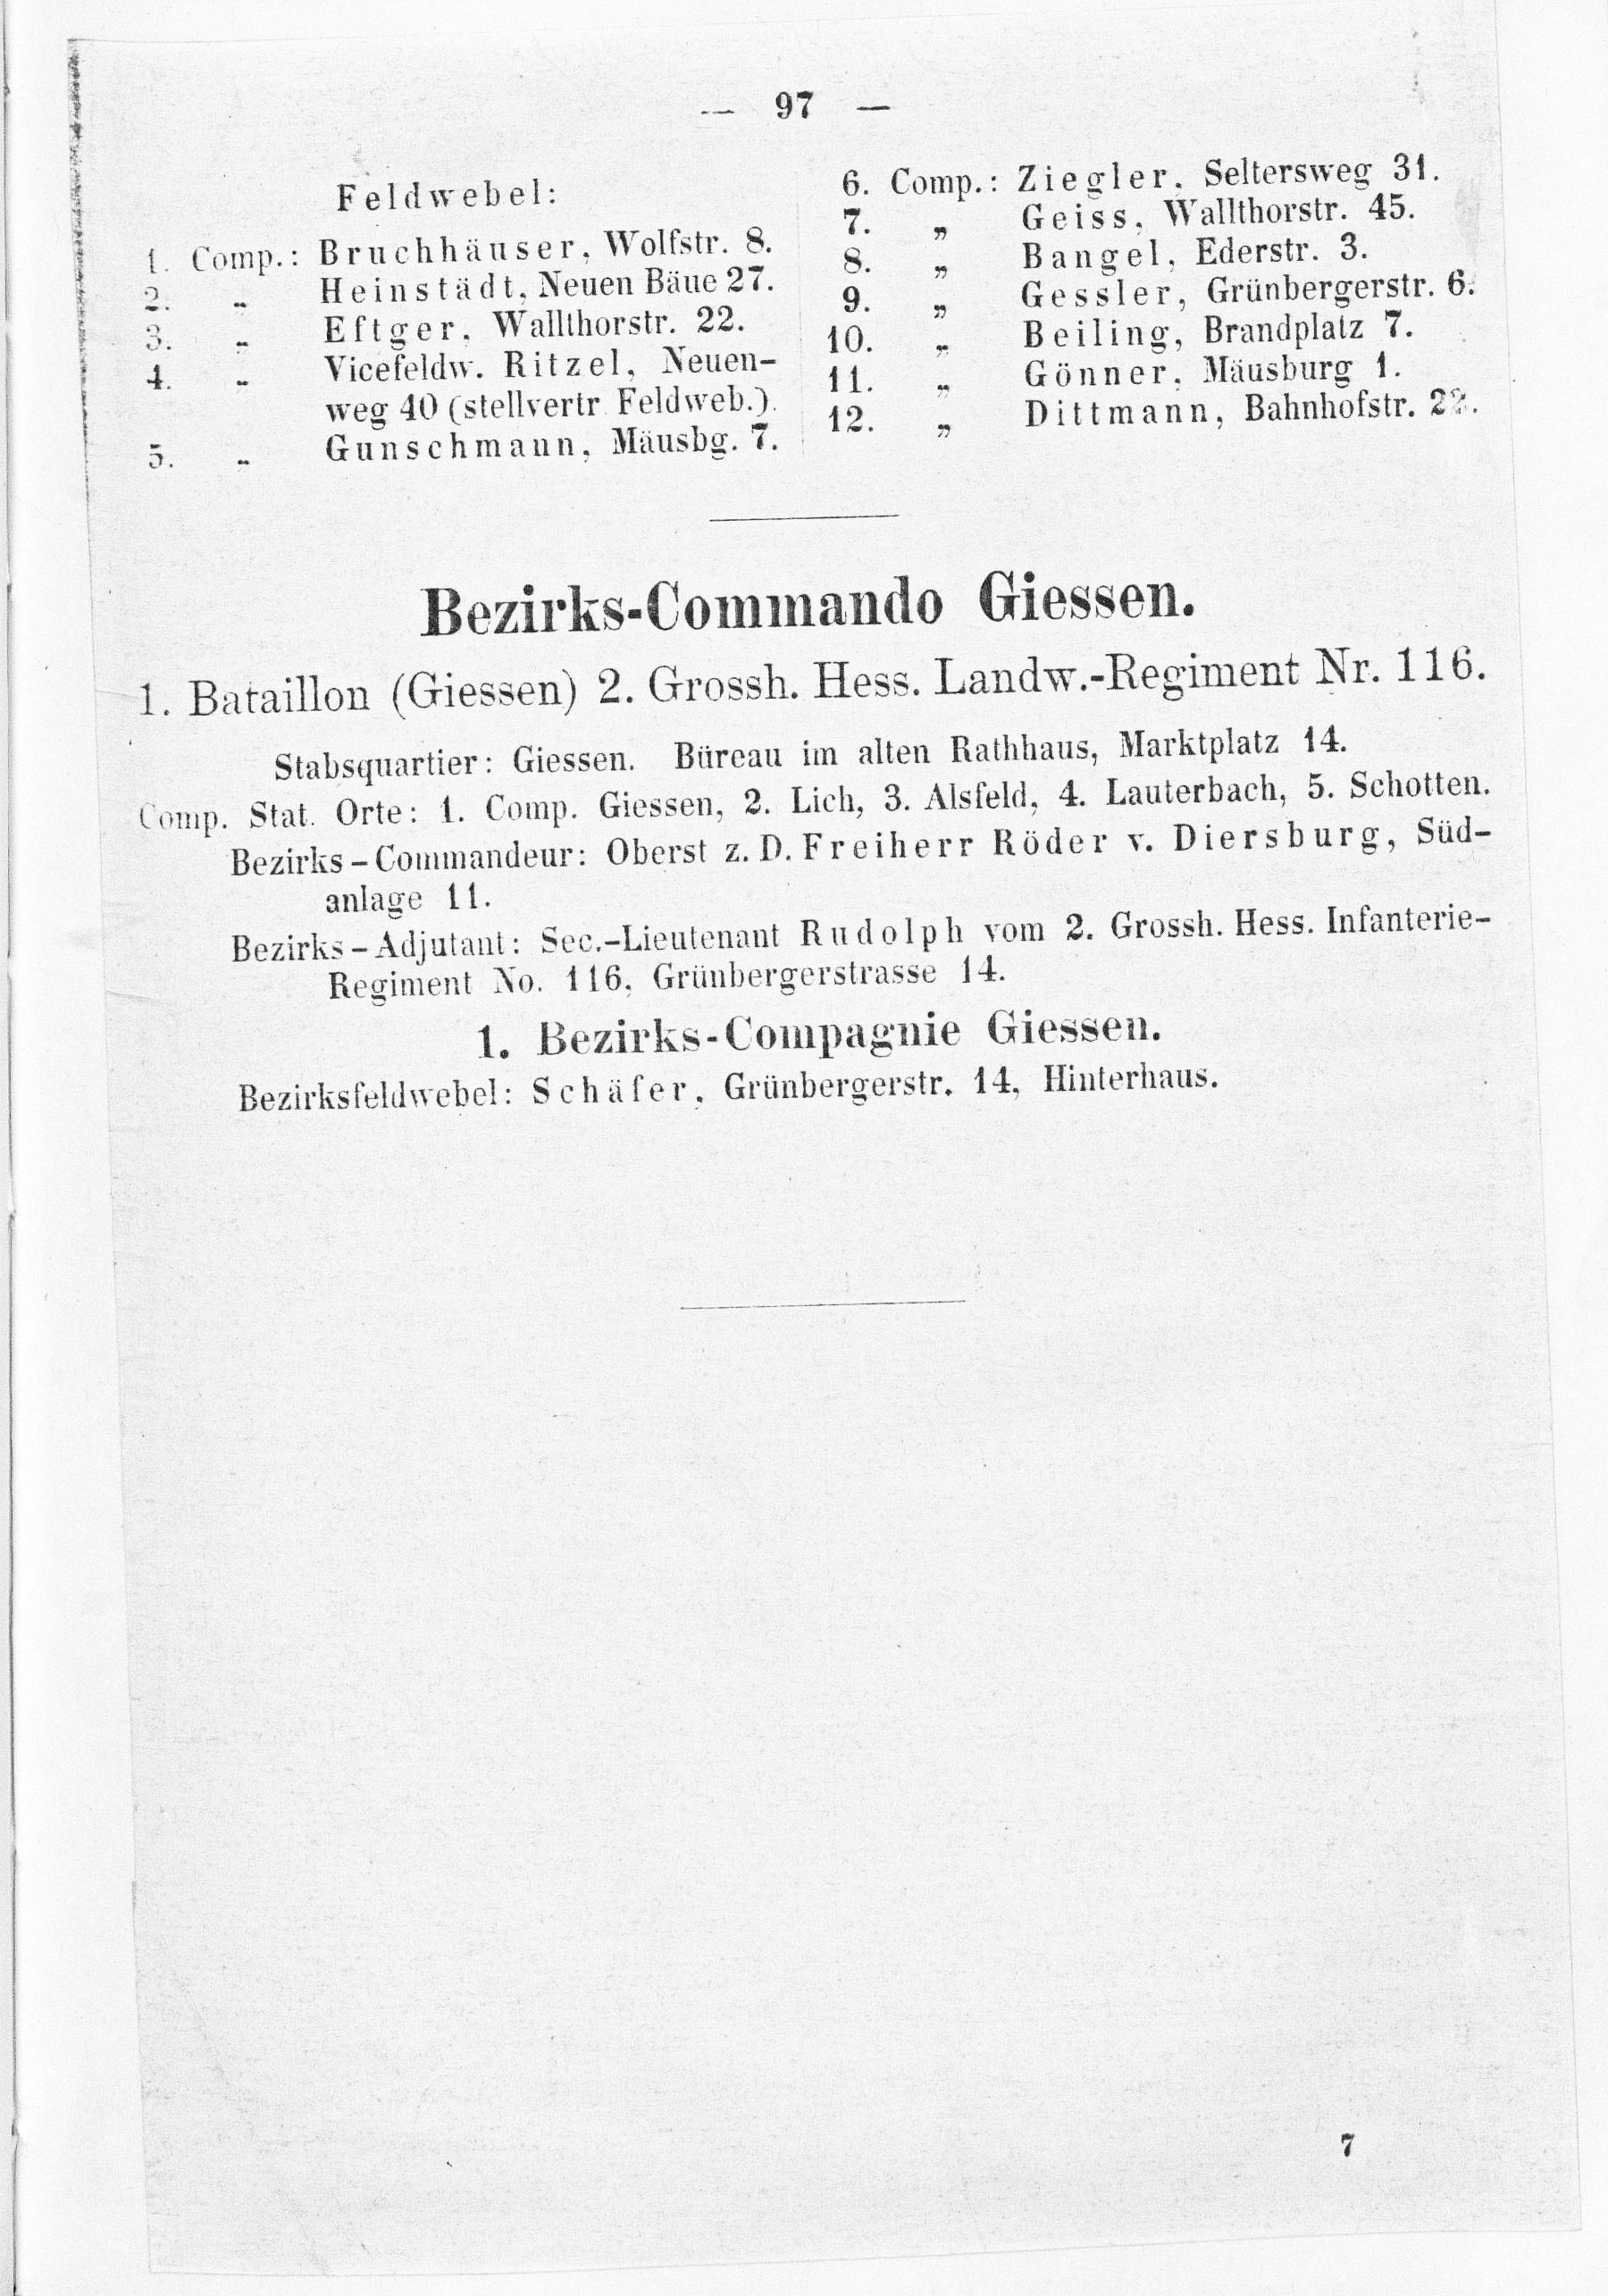 — 97 —
Feldwebel:
1. Comp.: Bruchhäuser, Wolfstr. 8.
2. „ Heinstädt, Neuen Bäue 27.
3. „ Eftger, Wallthorstr. 22.
4. „ Vicefeldw. Ritzel, Neuen-
weg 40 (stellvertr. Feldweb.).
5. „ Gunschmann, Mäusbg. 7.
6. Comp.: Ziegler, Seltersweg 31.
7. „ Geiss, Wallthorstr. 45.
8. „ Bangel, Ederstr. 3.
9. „ Gessler, Grünbergerstr. 6.
10. „ Beiling, Brandplatz 7.
11. „ Gönner, Mäusburg 1.
12. „ Dittmann, Bahnhofstr.
Bezirks-Commando Giessen.
1. Bataillon (Giessen) 2. Grossh. Hess. Landw.-Regiment Nr. 116.
Stabsquartier: Giessen. Büreau im alten Rathhaus, Marktplatz 14.
Comp. Stat. Orte: 1. Comp. Giessen, 2. Lich, 3. Alsfeld, 4. Lauterbach, 5. Schotten.
Bezirks-Commandeur: Oberst z. D. Freiherr Röder v. Diersburg, Süd-
anlage 11.
Bezirks-Adjutant: Sec.-Lieutenant Rudolph vom 2. Grossh. Hess. Infanterie-
Regiment No. 116, Grünbergerstrasse 14.
1. Bezirks-Compagnie Giessen.
Bezirksfeldwebel: Schäfer, Grünbergerstr. 14, Hinterhaus.
7